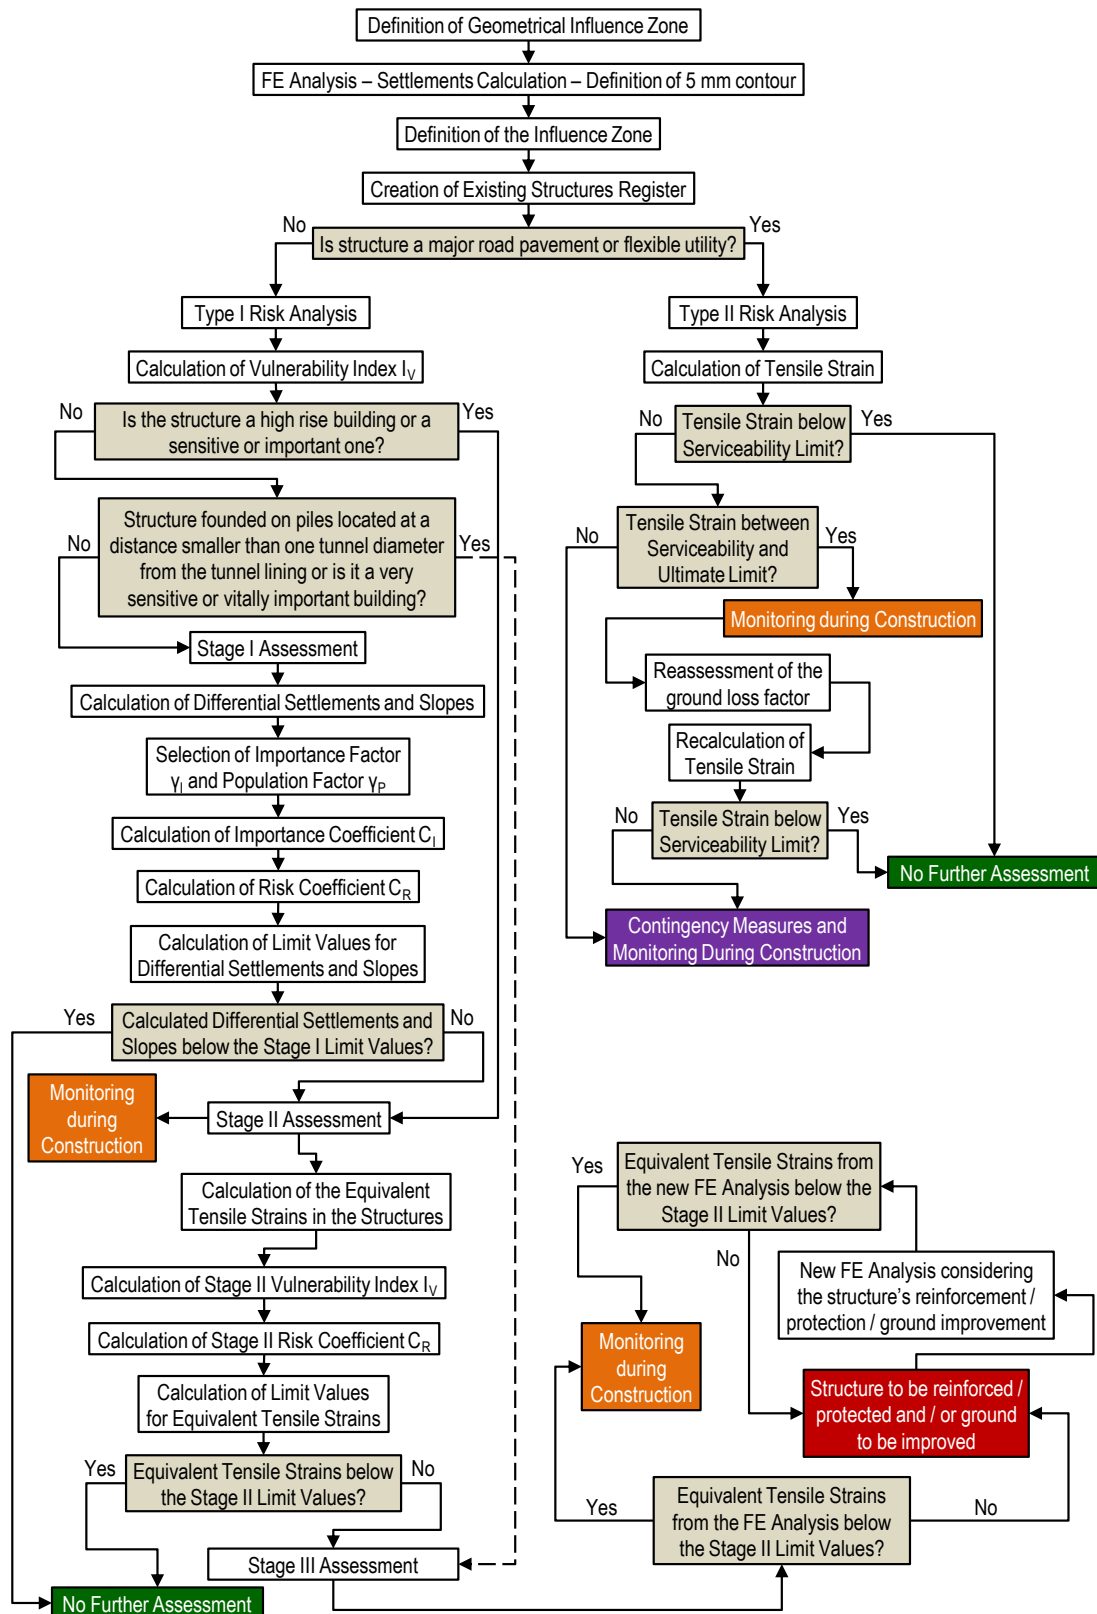 Definition of Geometrical Influence Zone
FE Analysis – Settlements Calculation – Definition of 5 mm contour
Definition of the Influence Zone
Creation of Existing Structures Register
No
Yes
Is structure a major road pavement or flexible utility?
Type I Risk Analysis
Calculation of Vulnerability Index IV
No
Yes
Is the structure a high rise building or a
sensitive or important one?
Structure founded on piles located at a
distance smaller than one tunnel diameter
from the tunnel lining or is it a very
sensitive or vitally important building?
No
Yes
Stage I Assessment
Calculation of Differential Settlements and Slopes
Selection of Importance Factor
γI and Population Factor γP
Calculation of Importance Coefficient CI
Calculation of Risk Coefficient CR
Calculation of Limit Values for
Differential Settlements and Slopes
Yes
No
Calculated Differential Settlements and
Slopes below the Stage I Limit Values?
Monitoring
during
Construction
Stage II Assessment
Calculation of the Equivalent
Tensile Strains in the Structures
Calculation of Stage II Vulnerability Index IV
Calculation of Stage II Risk Coefficient CR
Calculation of Limit Values
for Equivalent Tensile Strains
Yes
No
Equivalent Tensile Strains below
the Stage II Limit Values?
Stage III Assessment
No Further Assessment
Type II Risk Analysis
Calculation of Tensile Strain
No
Yes
Tensile Strain below
Serviceability Limit?
No
Yes
Tensile Strain between
Serviceability and
Ultimate Limit?
Monitoring during Construction
Reassessment of the
ground loss factor
Recalculation of
Tensile Strain
No
Yes
Tensile Strain below
Serviceability Limit?
No Further Assessment
Contingency Measures and
Monitoring During Construction
Yes
Equivalent Tensile Strains from
the new FE Analysis below the
Stage II Limit Values?
No
New FE Analysis considering
the structure's reinforcement /
protection / ground improvement
Monitoring
during
Construction
Structure to be reinforced /
protected and / or ground
to be improved
Yes
No
Equivalent Tensile Strains
from the FE Analysis below
the Stage II Limit Values?